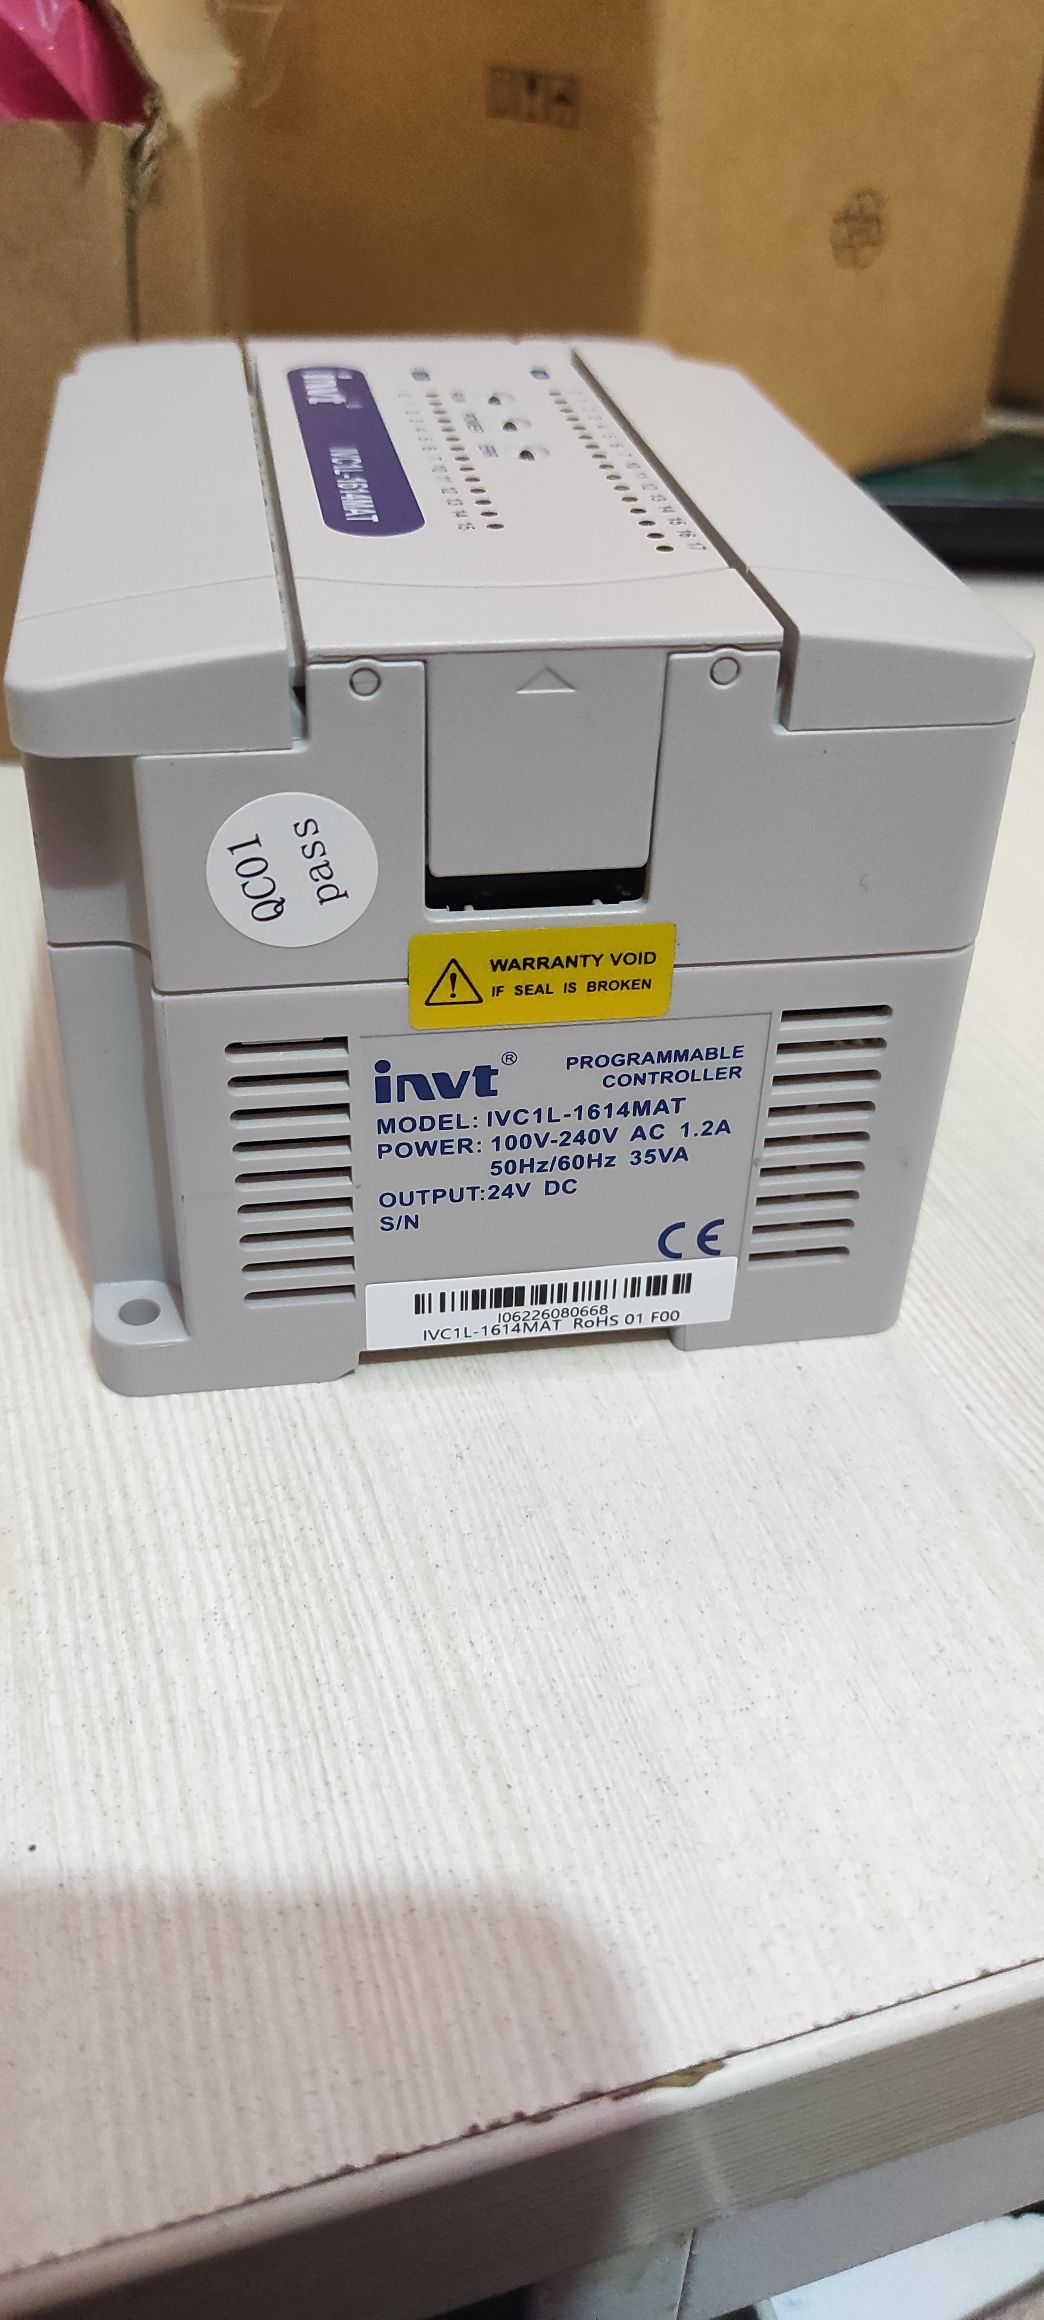 invt IVC1L-1614MAT
QC01
pass
WARRANTY VOID
IF SEAL IS BROKEN
invt®
PROGRAMMABLE
CONTROLLER
MODEL: IVC1L-1614MAT
POWER: 100V-240V AC 1.2A
50Hz/60Hz 35VA
OUTPUT:24V DC
S/N
CE
I06226080668
IVC1L-1614MAT RoHS 01 F00